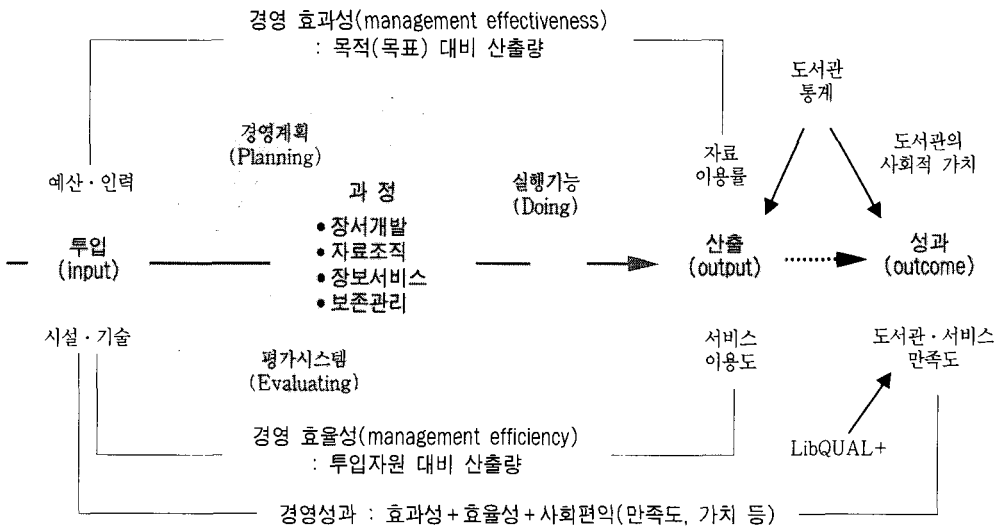 경영 효과성(management effectiveness)
: 목적(목표) 대비 산출량
도서관
통계
경영계획
(Planning)
예산 · 인력
과 정
• 장서개발
• 자료조직
• 장보서비스
• 보존관리
실행기능
(Doing)
자료
이용률
도서관의
사회적 가치
투입
(input)
산출
(output)
성과
(outcome)
시설 · 기술
평가시스템
(Evaluating)
서비스
이용도
도서관 · 서비스
만족도
경영 효율성(management efficiency)
: 투입자원 대비 산출량
LibQUAL+
경영성과 : 효과성+효율성+사회편익(만족도, 가치 등)